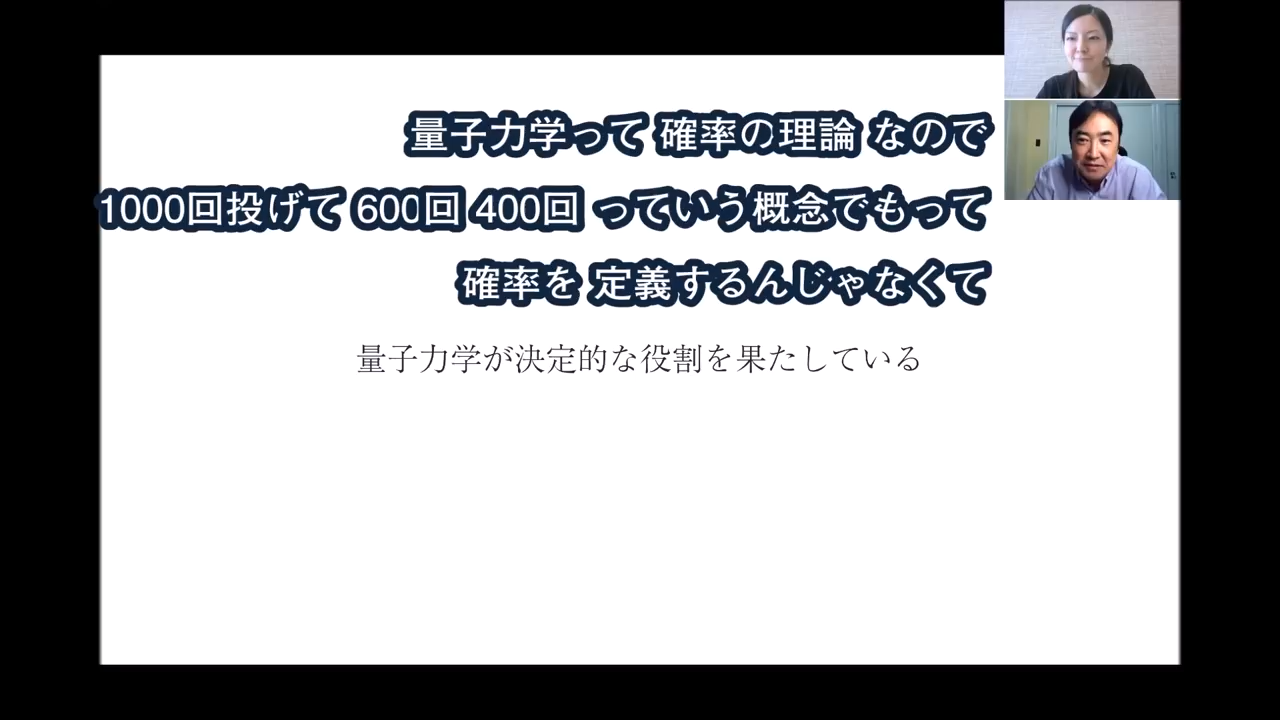 量子力学って 確率の理論 なので
1000回投げて 600回 400回 っていう概念でもって
確率を 定義するんじゃなくて
量子力学が決定的な役割を果たしている